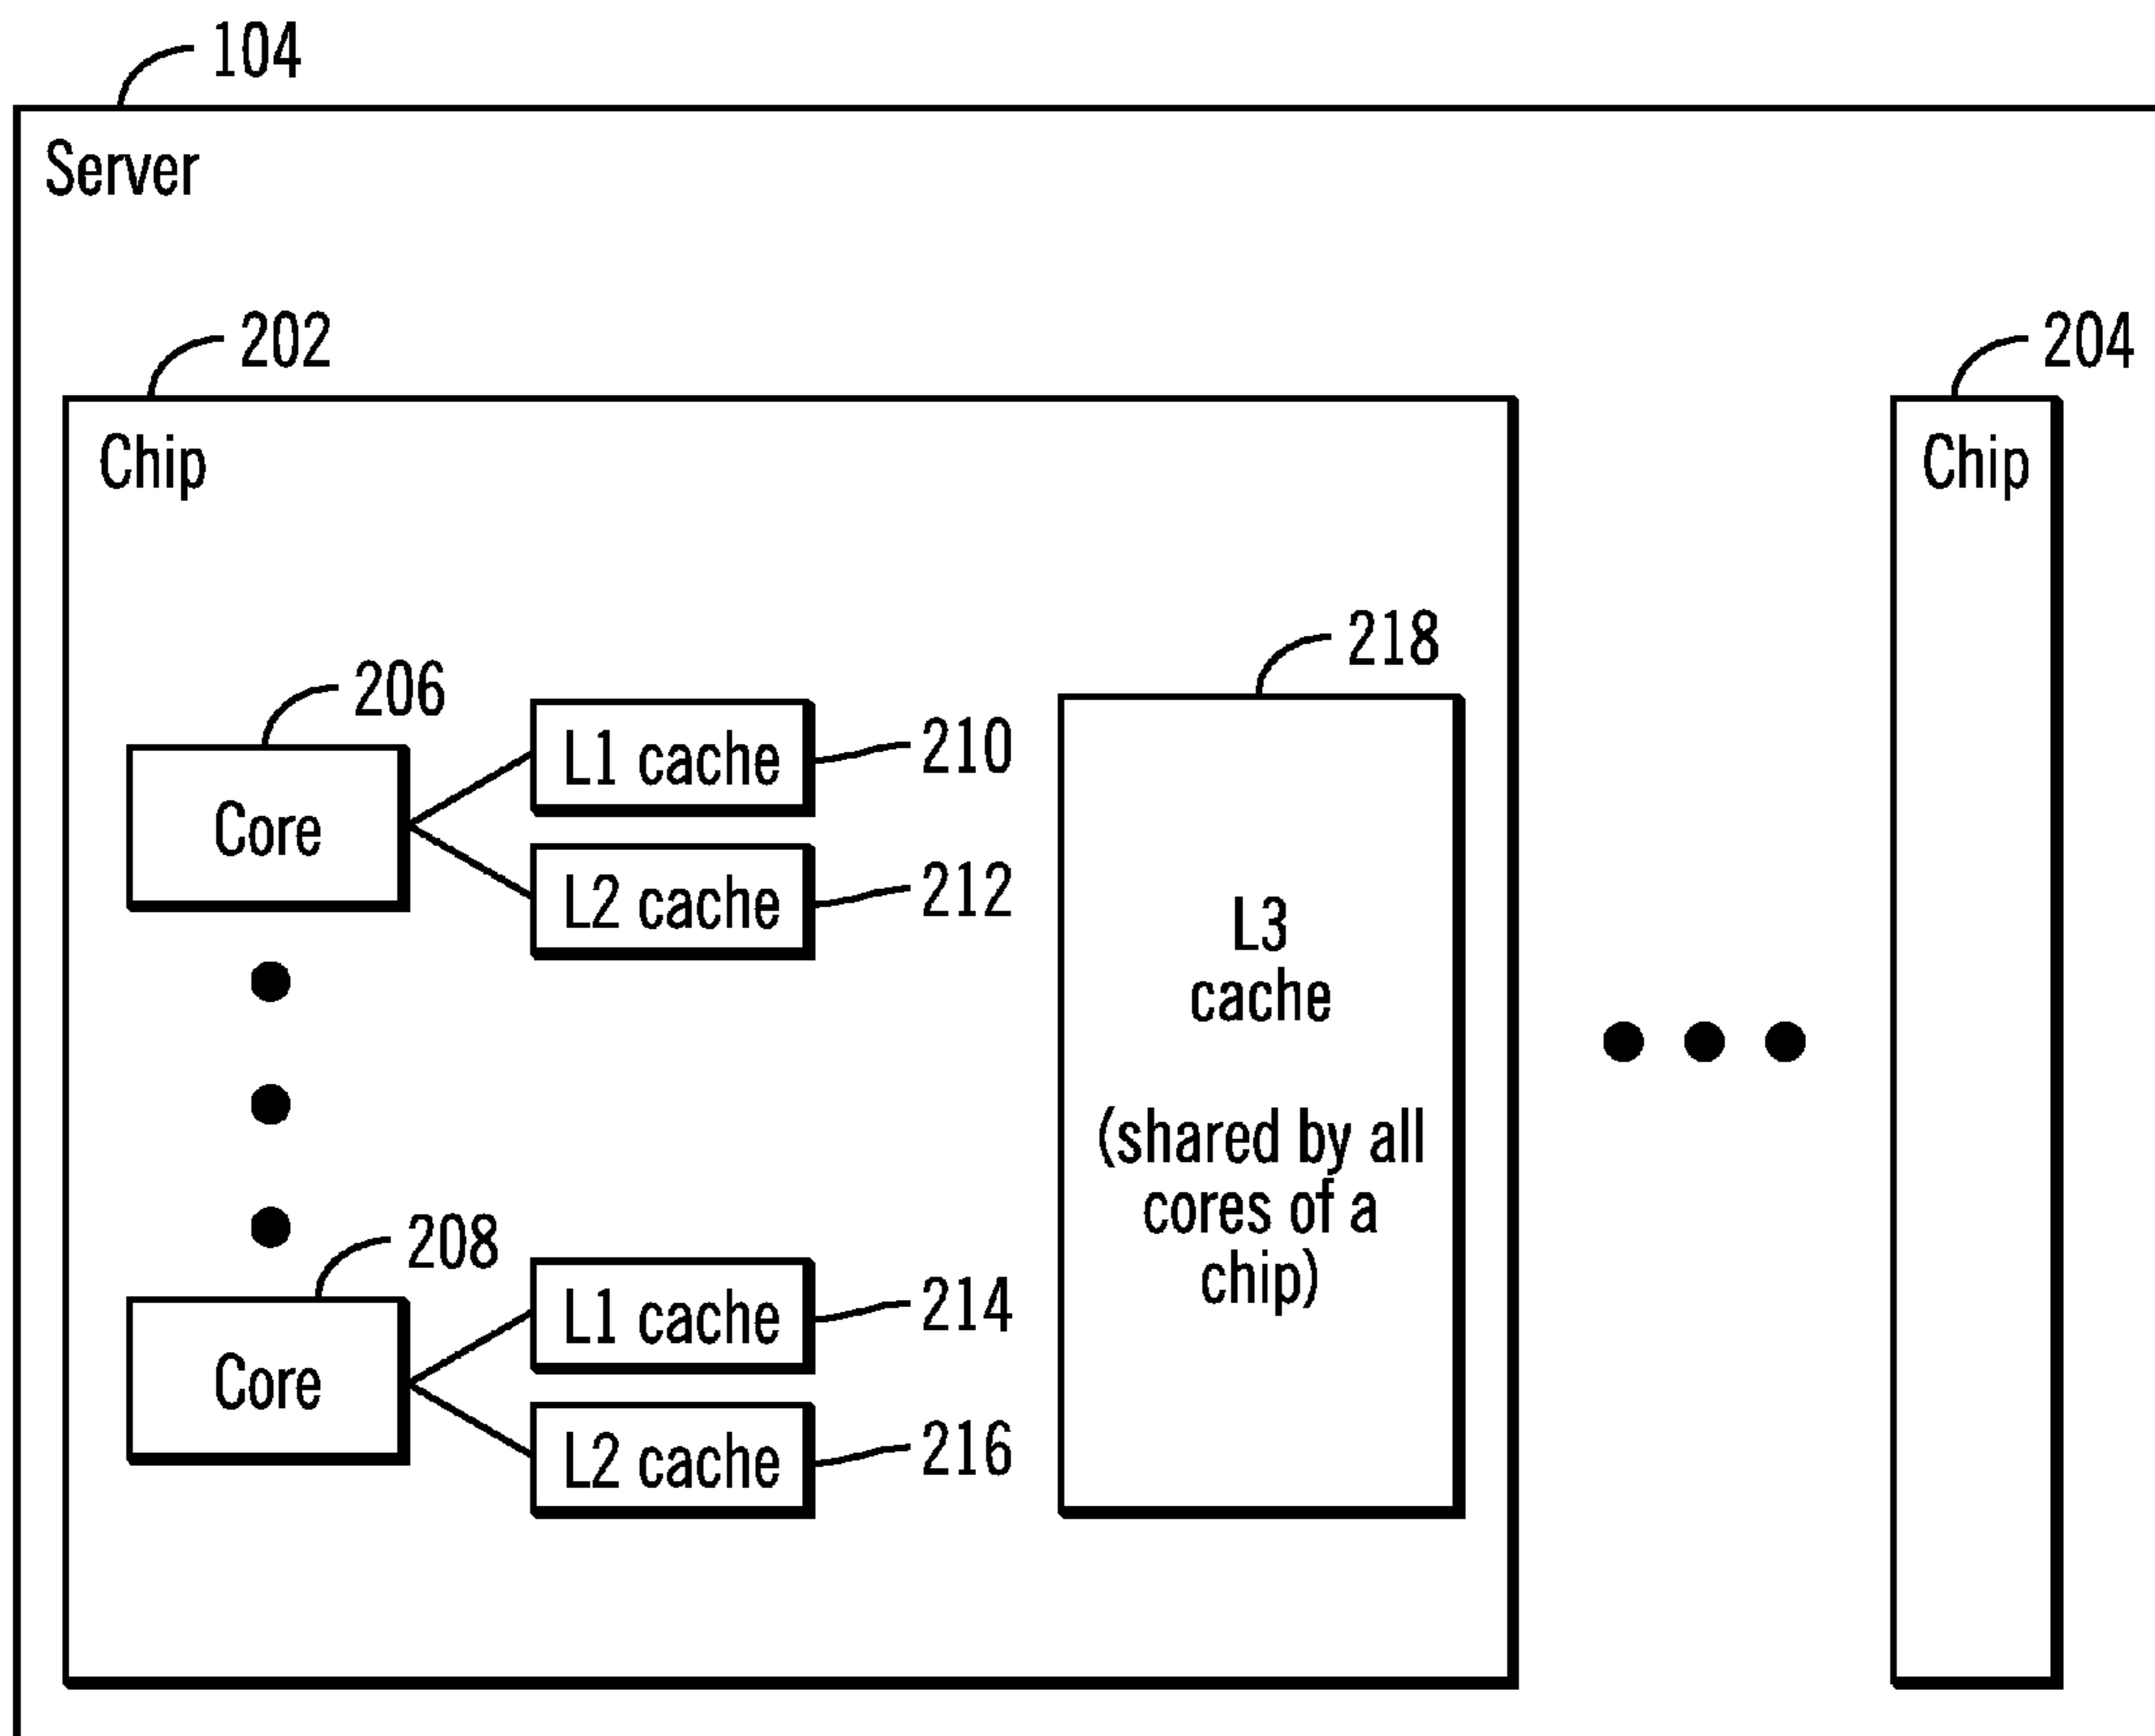 104
Server
202
204
Chip
Chip
218
206
L1 cache
210
Core
L2 cache
212
L3
cache
(shared by all
cores of a
chip)
208
L1 cache
214
Core
L2 cache
216